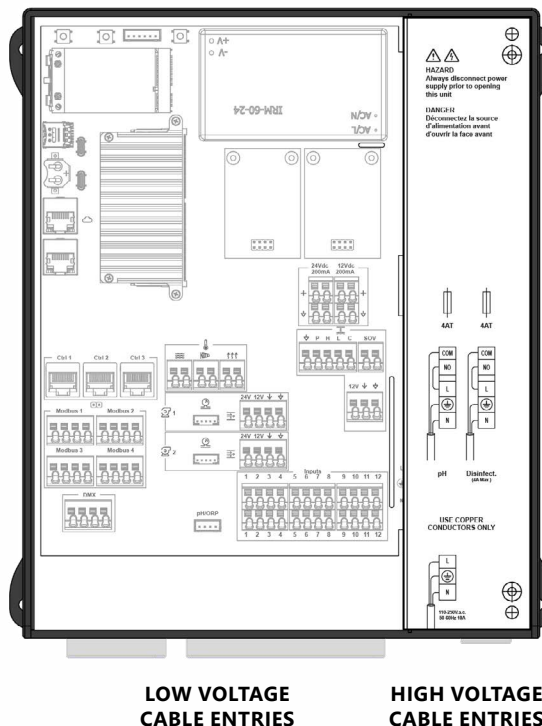 V+
V-
IRM-60-24
AC/N
AC/L
HAZARD
Always disconnect power
supply prior to opening
this unit
DANGER
Déconnectez la source
d'alimentation avant
d'ouvrir la face avant
24Vdc 12Vdc
200mA 200mA
P H L C SOV
12V
4AT 4AT
COM COM
NO NO
L L
N N
pH Disinfect.
(4A Max )
USE COPPER
CONDUCTORS ONLY
L
N
110-250V a.c.
50 60Hz 10A
Ctrl 1 Ctrl 2 Ctrl 3
Modbus 1 Modbus 2
Modbus 3 Modbus 4
DMX
1
24V 12V
2
24V 12V
pH/ORP
Inputs
1 2 3 4 5 6 7 8 9 10 11 12
1 2 3 4 5 6 7 8 9 10 11 12
LOW VOLTAGE
CABLE ENTRIES
HIGH VOLTAGE
CABLE ENTRIES